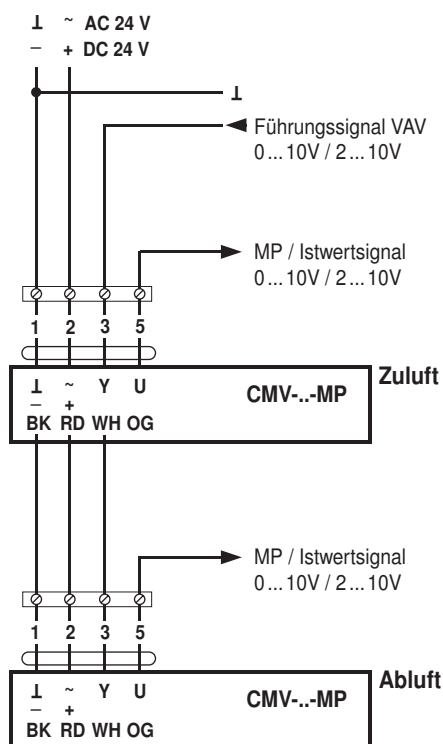 ⊥ ~ AC 24 V
– + DC 24 V
⊥
Führungssignal VAV
0 ... 10V / 2 ... 10V
MP / Istwertsignal
0 ... 10V / 2 ... 10V
1 2 3 5
Zuluft
⊥ ~ Y U
– +
CMV-..-MP
BK RD WH OG
MP / Istwertsignal
0 ... 10V / 2 ... 10V
1 2 3 5
Abluft
⊥ ~ Y U
– +
CMV-..-MP
BK RD WH OG